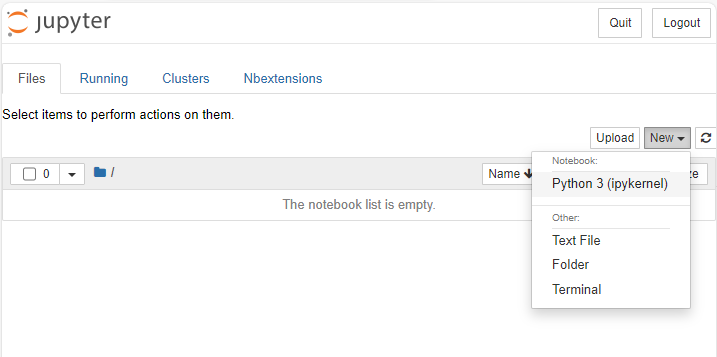 jupyter
Quit
Logout
Files
Running
Clusters
Nbextensions
Select items to perform actions on them.
Upload
New
0
/
Name
ze
The notebook list is empty.
Notebook:
Python 3 (ipykernel)
Other:
Text File
Folder
Terminal